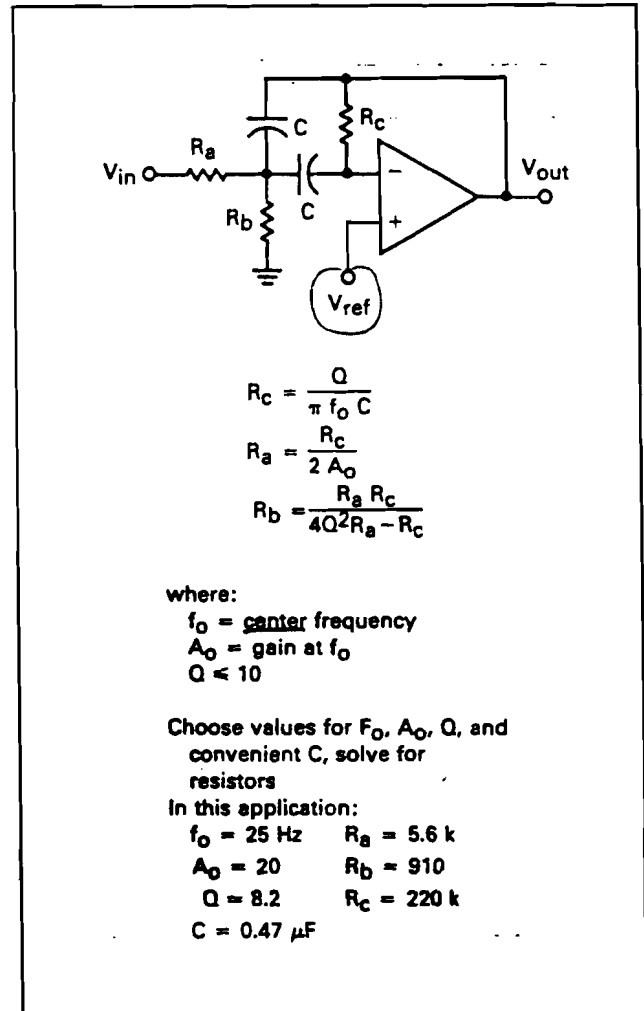 C
Rc
Ra
Vin
C
Rb
−
+
Vout
Vref
Rc = Q / (π fo C)
Ra = Rc / (2 Ao)
Rb = Ra Rc / (4Q²Ra − Rc)
where:
fo = center frequency
Ao = gain at fo
Q ≤ 10
Choose values for Fo, Ao, Q, and
convenient C, solve for
resistors
In this application:
fo = 25 Hz Ra = 5.6 k
Ao = 20 Rb = 910
Q = 8.2 Rc = 220 k
C = 0.47 μF